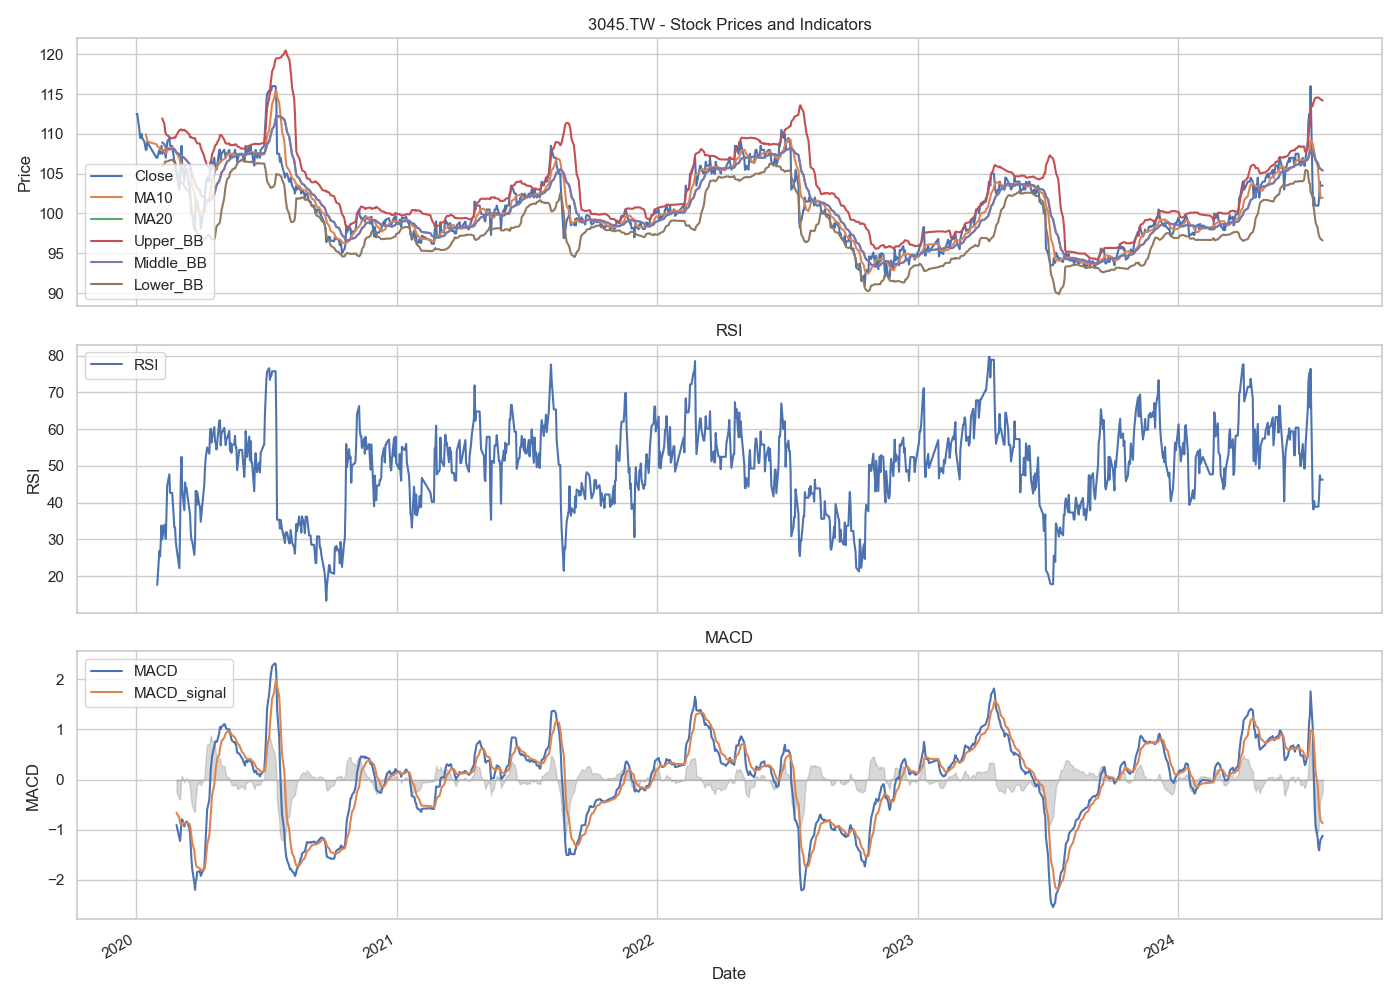 3045.TW - Stock Prices and Indicators
120
115
110
105
100
95
90
Price
Close
MA10
MA20
Upper_BB
Middle_BB
Lower_BB
RSI
80
70
60
50
40
30
20
RSI
RSI
MACD
2
1
0
−1
−2
MACD
MACD
MACD_signal
2020
2021
2022
2023
2024
Date